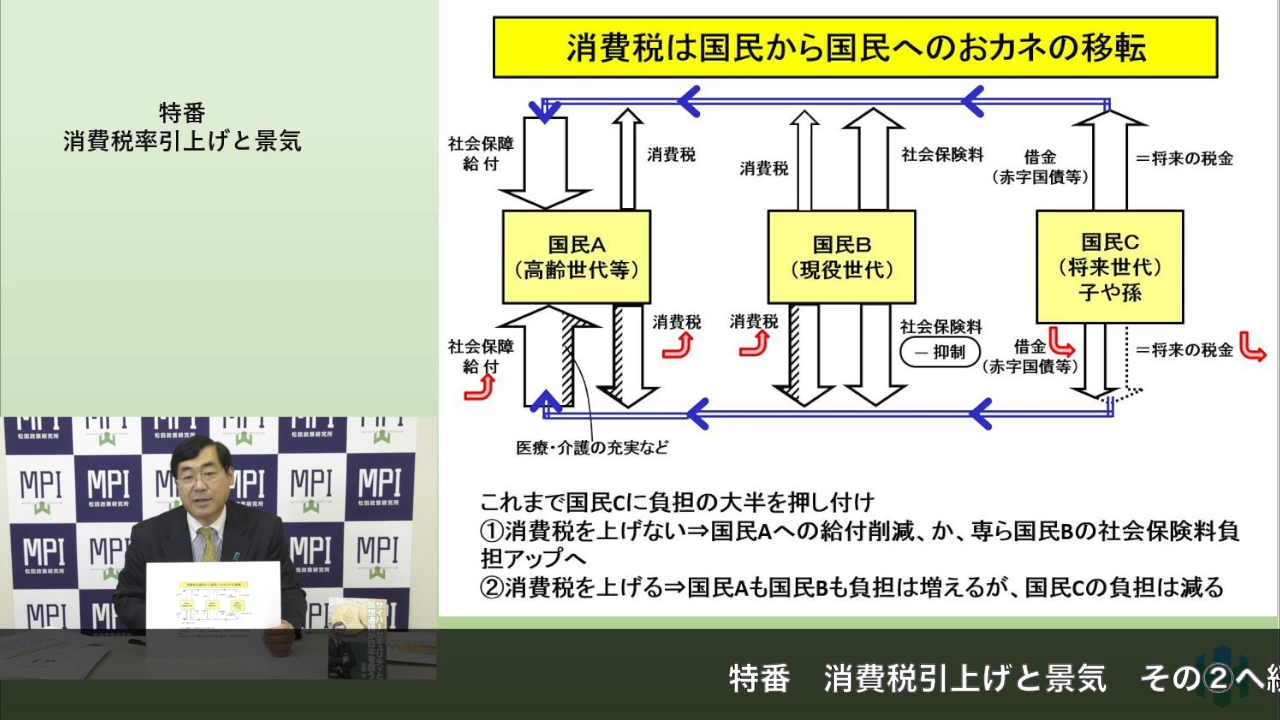 特番
消費税率引上げと景気
消費税は国民から国民へのおカネの移転
社会保障
給付
消費税
消費税
社会保険料
借金
（赤字国債等）
＝将来の税金
国民A
（高齢世代等）
国民B
（現役世代）
国民C
（将来世代）
子や孫
社会保障
給付
消費税
消費税
社会保険料
― 抑制
借金
（赤字国債等）
＝将来の税金
医療・介護の充実など
これまで国民Cに負担の大半を押し付け
①消費税を上げない⇒国民Aへの給付削減、か、専ら国民Bの社会保険料負
担アップへ
②消費税を上げる⇒国民Aも国民Bも負担は増えるが、国民Cの負担は減る
MPI
松田政策研究所
特番　消費税引上げと景気　その②へ続